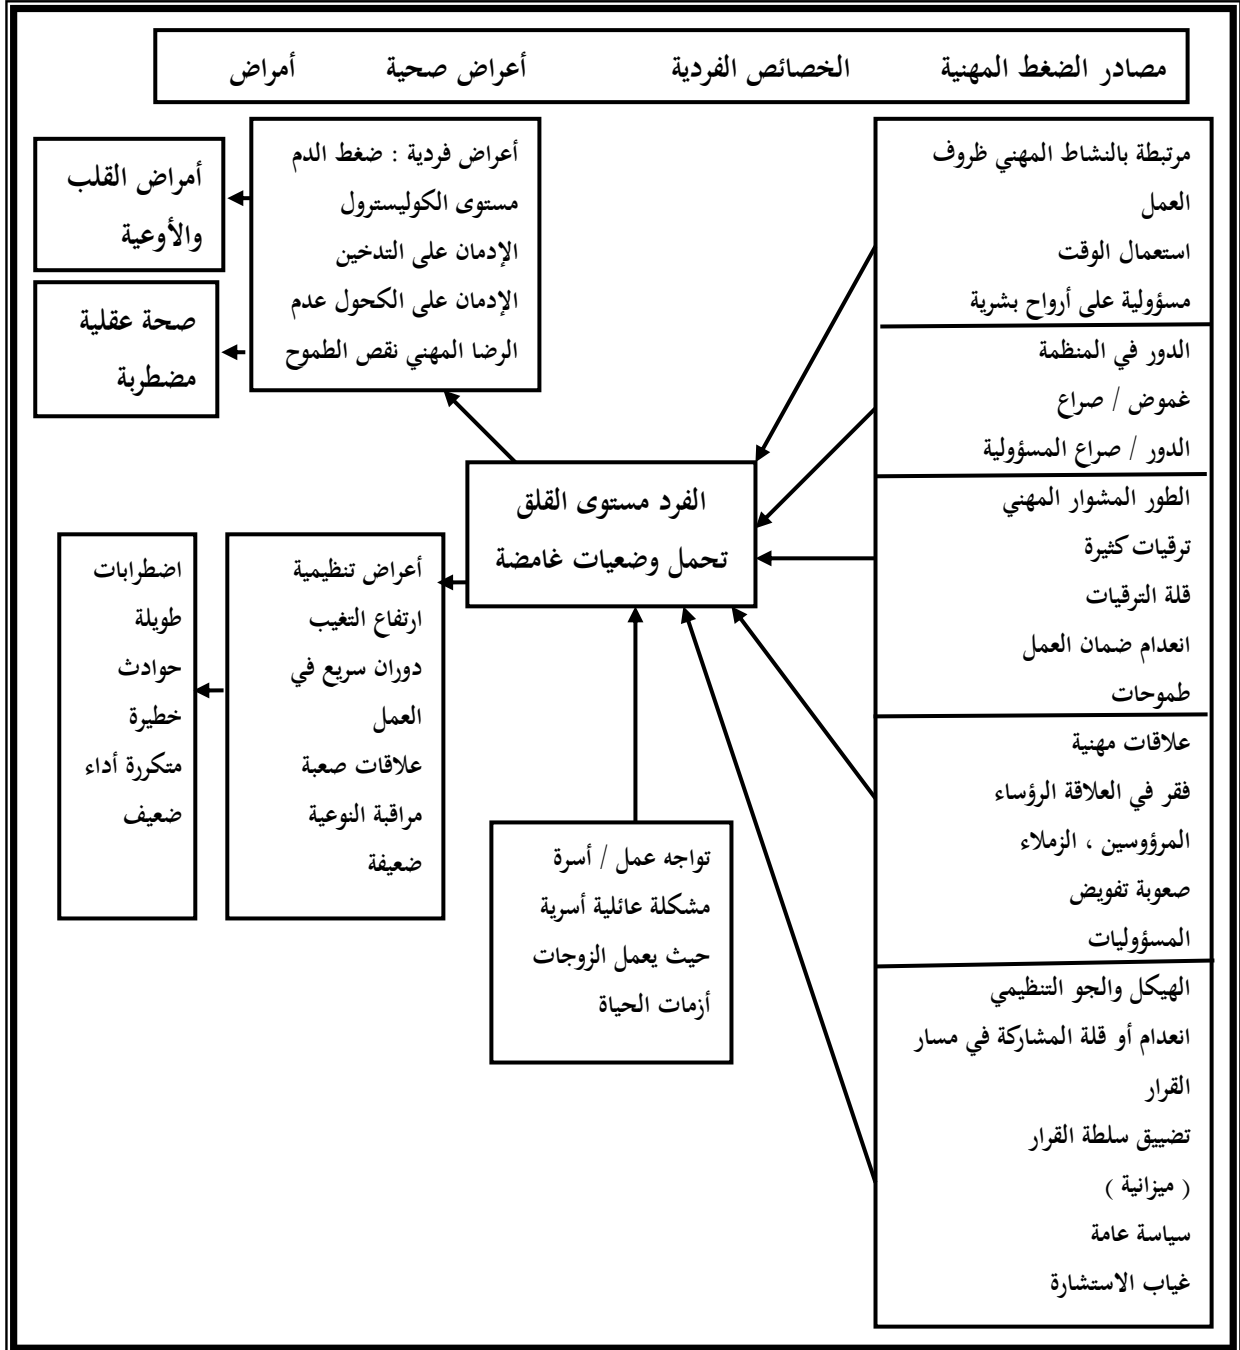 مصادر الضغط المهنية الخصائص الفردية أعراض صحية أمراض
مرتبطة بالنشاط المهني ظروف
العمل
استعمال الوقت
مسؤولية على أرواح بشرية
الدور في المنظمة
غموض / صراع
الدور / صراع المسؤولية
الطور المشوار المهني
ترقيات كثيرة
قلة الترقيات
انعدام ضمان العمل
طموحات
علاقات مهنية
فقر في العلاقة الرؤساء
المرؤوسين ، الزملاء
صعوبة تفويض
المسؤوليات
الهيكل والجو التنظيمي
انعدام أو قلة المشاركة في مسار
القرار
تضييق سلطة القرار
( ميزانية )
سياسة عامة
غياب الاستشارة
الفرد مستوى القلق
تحمل وضعيات غامضة
تواجه عمل / أسرة
مشكلة عائلية أسرية
حيث يعمل الزوجات
أزمات الحياة
أعراض فردية : ضغط الدم
مستوى الكوليسترول
الإدمان على التدخين
الإدمان على الكحول عدم
الرضا المهني نقص الطموح
أمراض القلب
والأوعية
صحة عقلية
مضطربة
أعراض تنظيمية
ارتفاع التغيب
دوران سريع في
العمل
علاقات صعبة
مراقبة النوعية
ضعيفة
اضطرابات
طويلة
حوادث
خطيرة
متكررة أداء
ضعيف